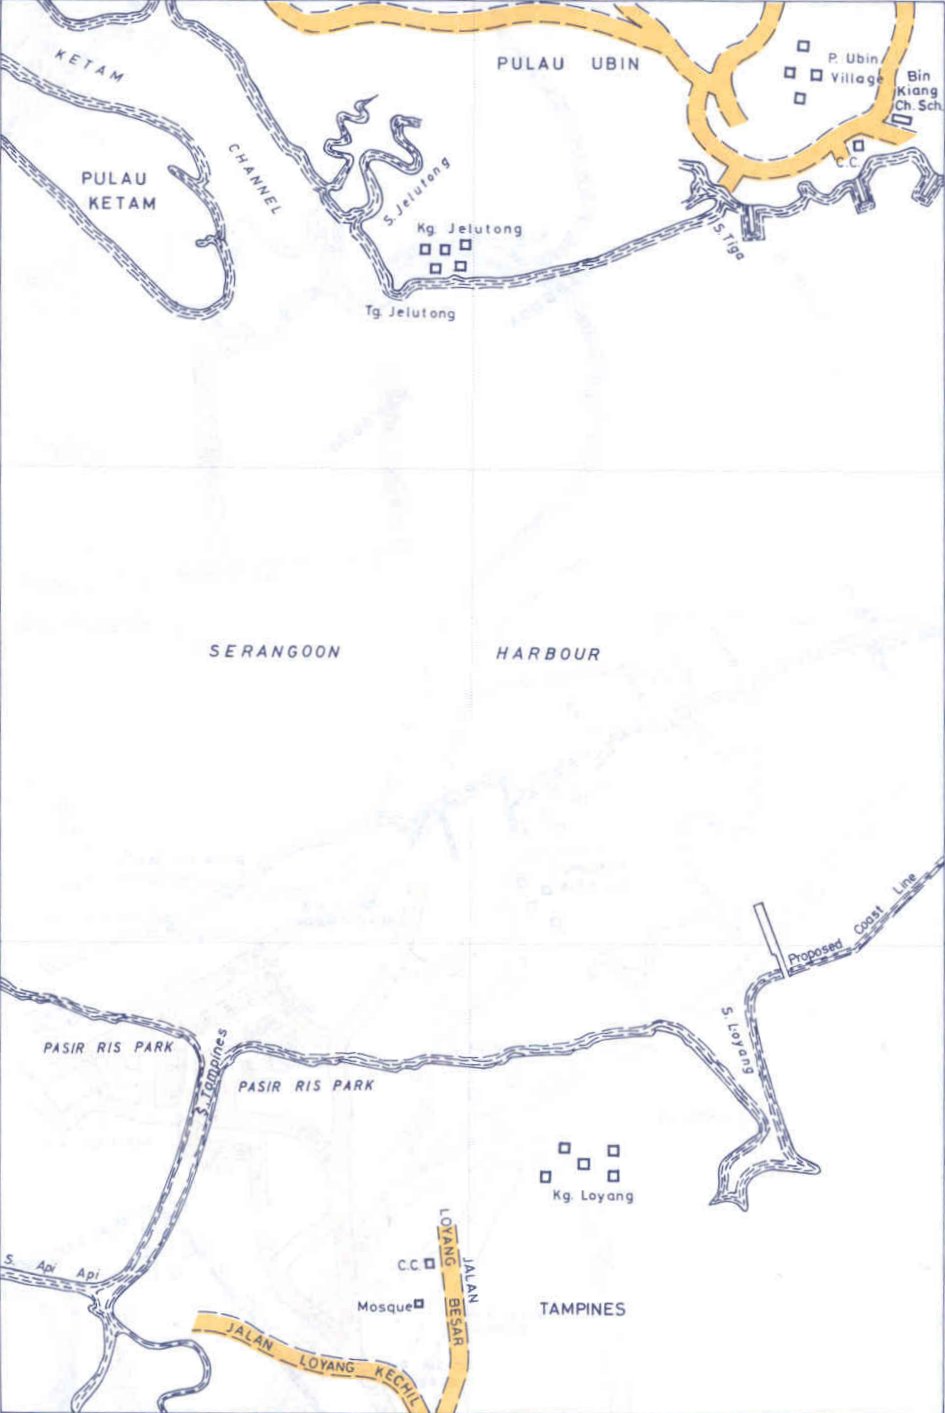 KETAM
CHANNEL
PULAU UBIN
P. Ubin
Village
Bin
Kiang
Ch. Sch.
C.C.
PULAU
KETAM
S. Jelutong
Kg. Jelutong
S. Tiga
Tg. Jelutong
SERANGOON HARBOUR
Proposed Coast Line
S. Loyang
PASIR RIS PARK
S. Tampines
PASIR RIS PARK
Kg. Loyang
S. Api Api
C.C.
JALAN
LOYANG BESAR
Mosque
TAMPINES
JALAN LOYANG KECHIL